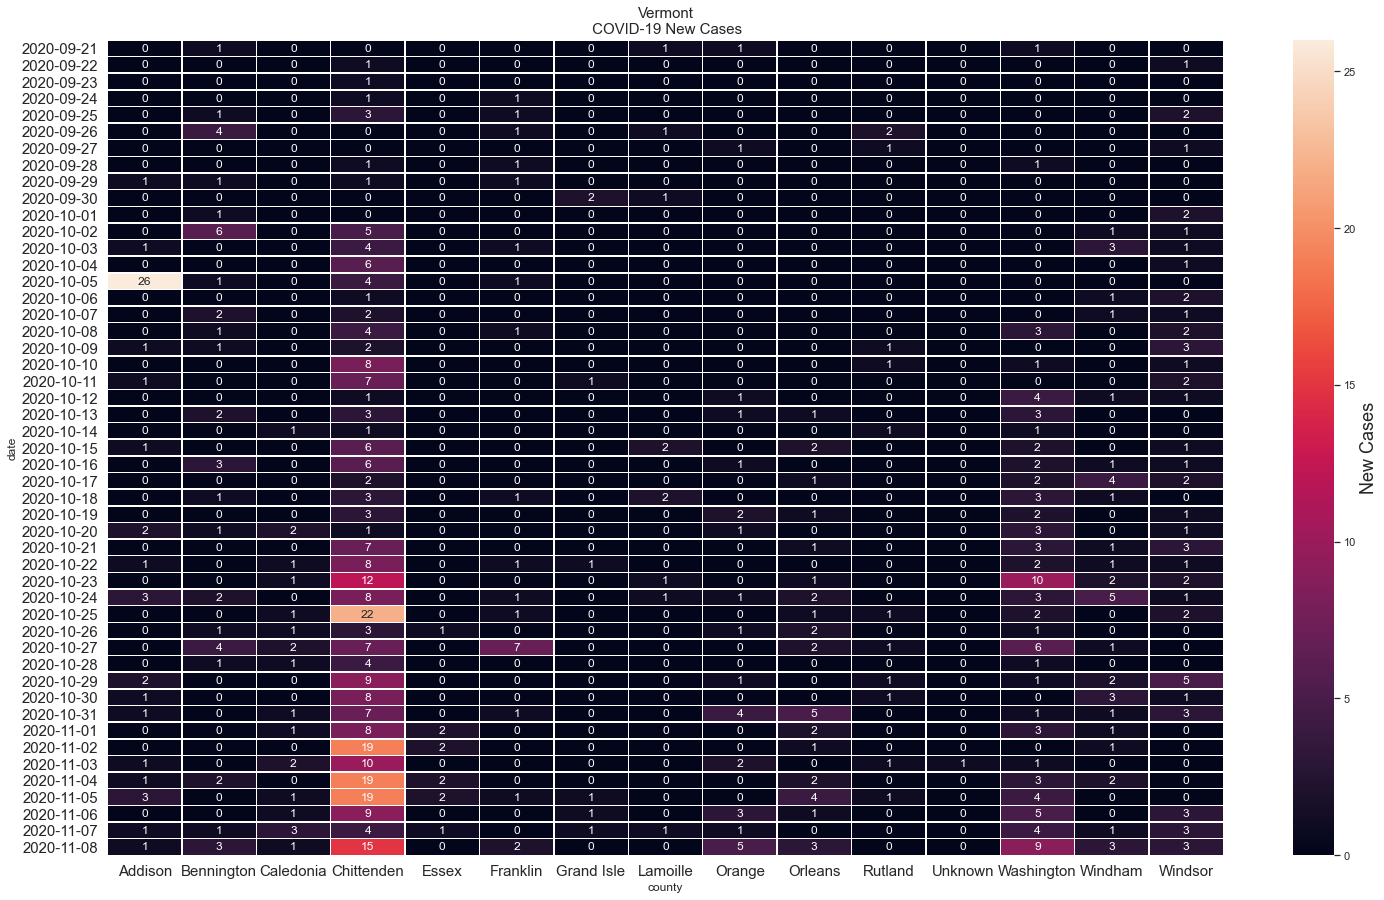 Vermont
COVID-19 New Cases
2020-09-21 0 1 0 0 0 0 0 1 1 0 0 0 1 0 0
2020-09-22 0 0 0 1 0 0 0 0 0 0 0 0 0 0 1
2020-09-23 0 0 0 1 0 0 0 0 0 0 0 0 0 0 0
2020-09-24 0 0 0 1 0 1 0 0 0 0 0 0 0 0 0
2020-09-25 0 1 0 3 0 1 0 0 0 0 0 0 0 0 2
2020-09-26 0 4 0 0 0 1 0 1 0 0 2 0 0 0 0
2020-09-27 0 0 0 0 0 0 0 0 1 0 1 0 0 0 1
2020-09-28 0 0 0 1 0 1 0 0 0 0 0 0 1 0 0
2020-09-29 1 1 0 1 0 1 0 0 0 0 0 0 0 0 0
2020-09-30 0 0 0 0 0 0 2 1 0 0 0 0 0 0 0
2020-10-01 0 1 0 0 0 0 0 0 0 0 0 0 0 0 2
2020-10-02 0 6 0 5 0 0 0 0 0 0 0 0 0 1 1
2020-10-03 1 0 0 4 0 1 0 0 0 0 0 0 0 3 1
2020-10-04 0 0 0 6 0 0 0 0 0 0 0 0 0 0 1
2020-10-05 26 1 0 4 0 1 0 0 0 0 0 0 0 0 0
2020-10-06 0 0 0 1 0 0 0 0 0 0 0 0 0 1 2
2020-10-07 0 2 0 2 0 0 0 0 0 0 0 0 0 1 1
2020-10-08 0 1 0 4 0 1 0 0 0 0 0 0 3 0 2
2020-10-09 1 1 0 2 0 0 0 0 0 0 1 0 0 0 3
2020-10-10 0 0 0 8 0 0 0 0 0 0 1 0 1 0 1
2020-10-11 1 0 0 7 0 0 1 0 0 0 0 0 0 0 2
2020-10-12 0 0 0 1 0 0 0 0 1 0 0 0 4 1 1
2020-10-13 0 2 0 3 0 0 0 0 1 1 0 0 3 0 0
2020-10-14 0 0 1 1 0 0 0 0 0 0 1 0 1 0 0
2020-10-15 1 0 0 6 0 0 0 2 0 2 0 0 2 0 1
2020-10-16 0 3 0 6 0 0 0 0 1 0 0 0 2 1 1
2020-10-17 0 0 0 2 0 0 0 0 0 1 0 0 2 4 2
2020-10-18 0 1 0 3 0 1 0 2 0 0 0 0 3 1 0
2020-10-19 0 0 0 3 0 0 0 0 2 1 0 0 2 0 1
2020-10-20 2 1 2 1 0 0 0 0 1 0 0 0 3 0 1
2020-10-21 0 0 0 7 0 0 0 0 0 1 0 0 3 1 3
2020-10-22 1 0 1 8 0 1 1 0 0 0 0 0 2 1 1
2020-10-23 0 0 1 12 0 0 0 1 0 1 0 0 10 2 2
2020-10-24 3 2 0 8 0 1 0 1 1 2 0 0 3 5 1
2020-10-25 0 0 1 22 0 1 0 0 0 1 1 0 2 0 2
2020-10-26 0 1 1 3 1 0 0 0 1 2 0 0 1 0 0
2020-10-27 0 4 2 7 0 7 0 0 0 2 1 0 6 1 0
2020-10-28 0 1 1 4 0 0 0 0 0 0 0 0 1 0 0
2020-10-29 2 0 0 9 0 0 0 0 1 0 1 0 1 2 5
2020-10-30 1 0 0 8 0 0 0 0 0 0 1 0 0 3 1
2020-10-31 1 0 1 7 0 1 0 0 4 5 0 0 1 1 3
2020-11-01 0 0 1 8 2 0 0 0 0 2 0 0 3 1 0
2020-11-02 0 0 0 19 2 0 0 0 0 1 0 0 0 1 0
2020-11-03 1 0 2 10 0 0 0 0 2 0 1 1 1 0 0
2020-11-04 1 2 0 19 2 0 0 0 0 2 0 0 3 2 0
2020-11-05 3 0 1 19 2 1 1 0 0 4 1 0 4 0 0
2020-11-06 0 0 1 9 0 0 1 0 3 1 0 0 5 0 3
2020-11-07 1 1 3 4 1 0 1 1 1 0 0 0 4 1 3
2020-11-08 1 3 1 15 0 2 0 0 5 3 0 0 9 3 3
Addison Bennington Caledonia Chittenden Essex Franklin Grand Isle Lamoille Orange Orleans Rutland Unknown Washington Windham Windsor
county
date
25
20
15
10
5
0
New Cases